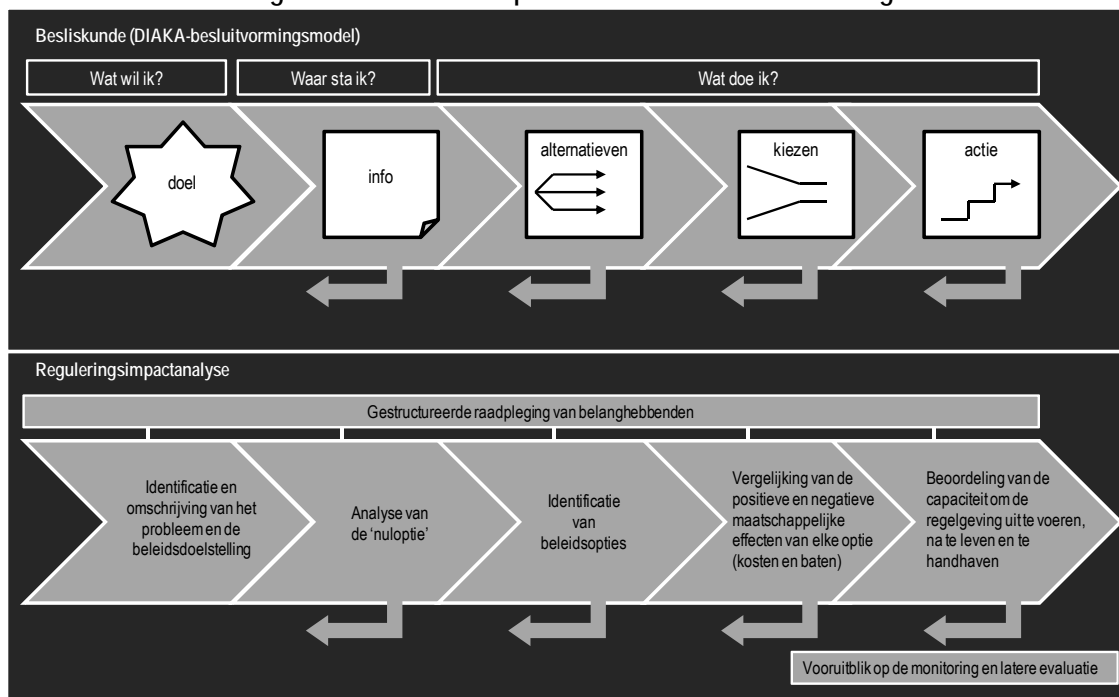 Besliskunde (DIAKA-besluitvormingsmodel)
Wat wil ik?
Waar sta ik?
Wat doe ik?
doel
info
alternatieven
kiezen
actie
Reguleringsimpactanalyse
Gestructureerde raadpleging van belanghebbenden
Identificatie en
omschrijving van het
probleem en de
beleidsdoelstelling
Analyse van
de ‘nuloptie’
Identificatie
van
beleidsopties
Vergelijking van de
positieve en negatieve
maatschappelijke
effecten van elke optie
(kosten en baten)
Beoordeling van de
capaciteit om de
regelgeving uit te voeren,
na te leven en te
handhaven
Vooruitblik op de monitoring en latere evaluatie